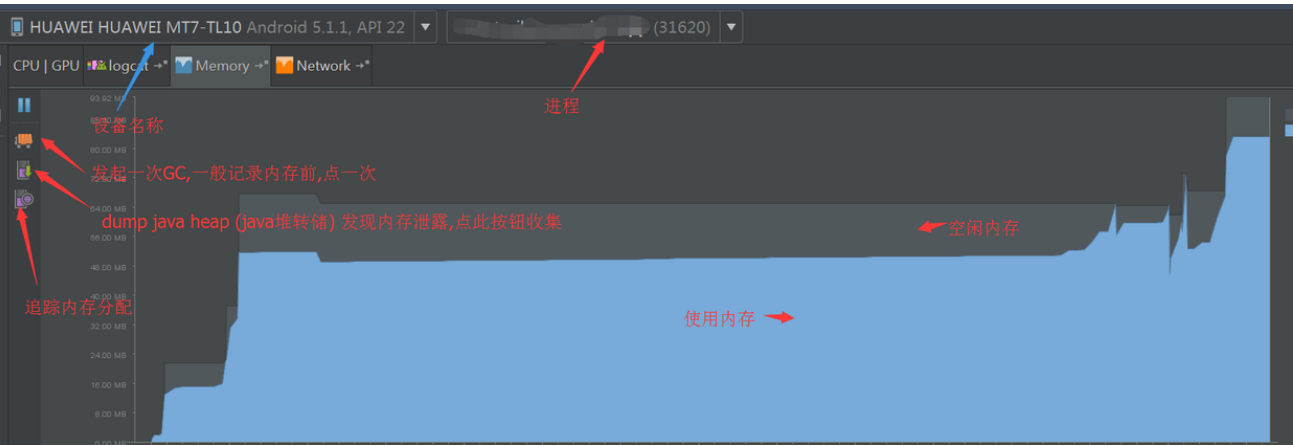 HUAWEI HUAWEI MT7-TL10 Android 5.1.1, API 22
(31620)
CPU | GPU
logcat
Memory
Network
进程
93.92 MB
设备名称
80.00 MB
发起一次GC,一般记录内存前,点一次
64.00 MB
dump java heap (java堆转储) 发现内存泄露,点此按钮收集
空闲内存
56.00 MB
48.00 MB
40.00 MB
追踪内存分配
使用内存
32.00 MB
24.00 MB
16.00 MB
8.00 MB
0.00 MB